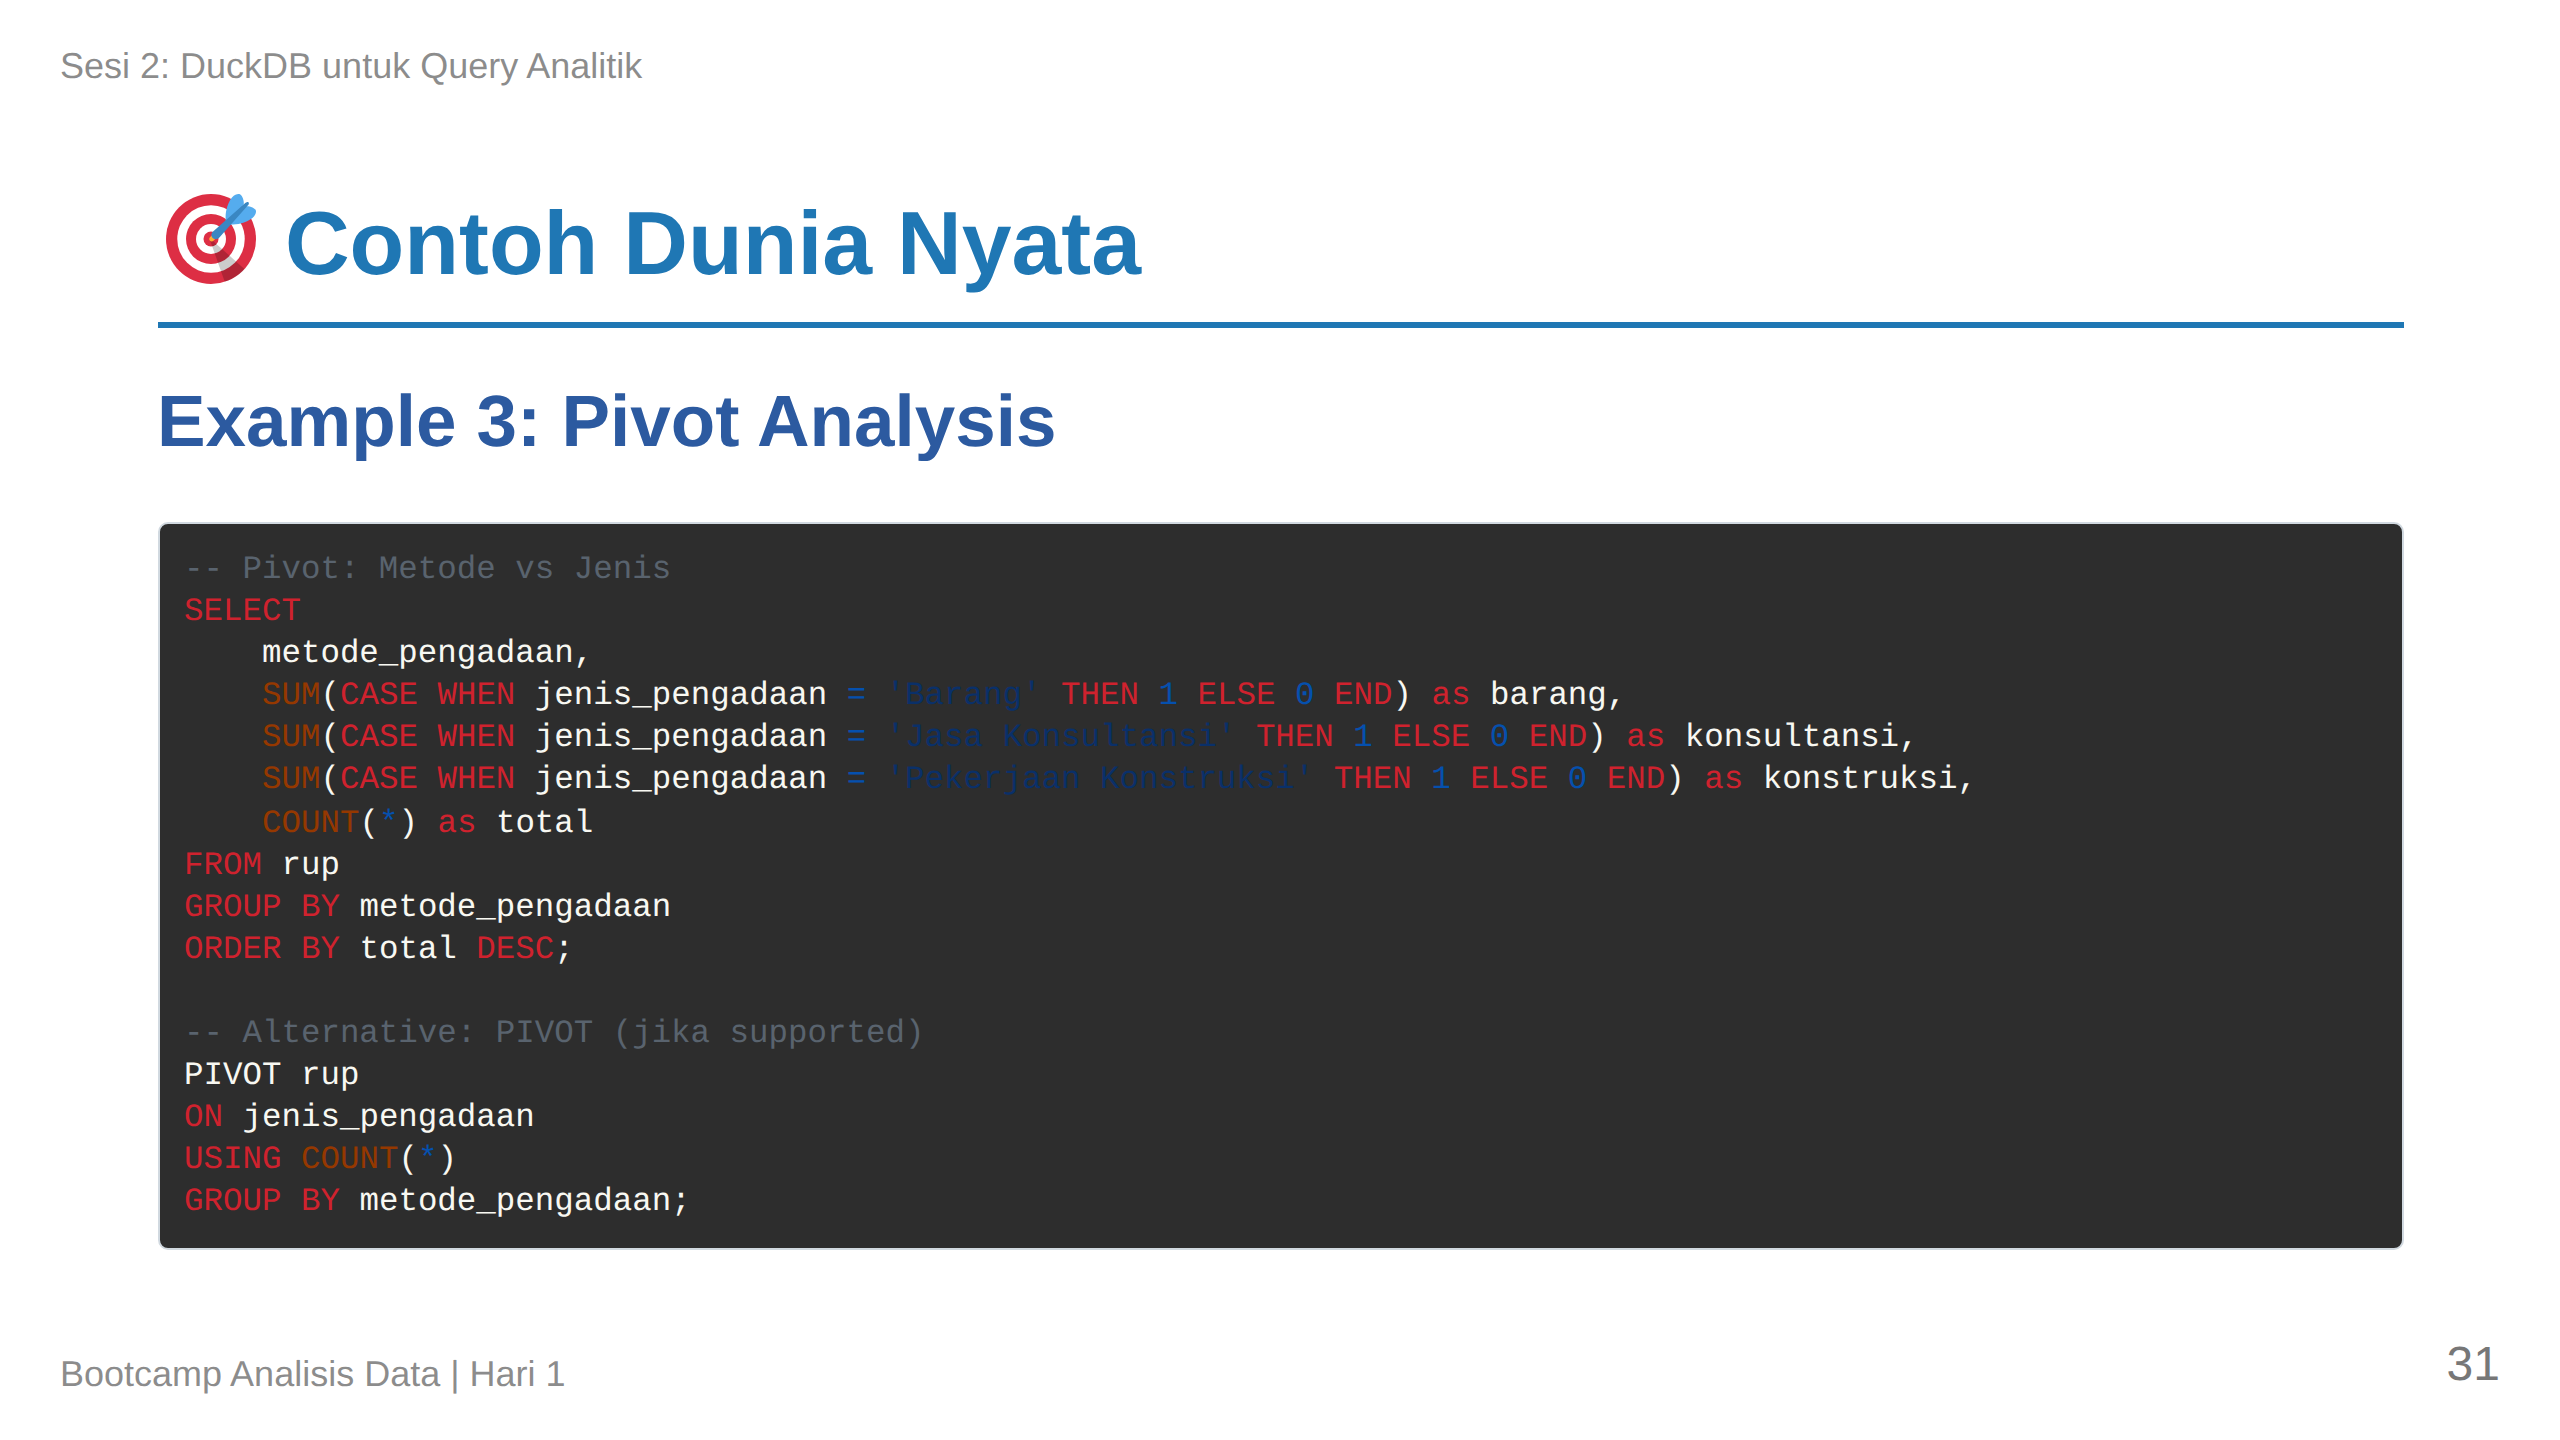 Sesi 2: DuckDB untuk Query Analitik
Contoh Dunia Nyata
Example 3: Pivot Analysis
-- Pivot: Metode vs Jenis
SELECT
    metode_pengadaan,
    SUM(CASE WHEN jenis_pengadaan = 'Barang' THEN 1 ELSE 0 END) as barang,
    SUM(CASE WHEN jenis_pengadaan = 'Jasa Konsultansi' THEN 1 ELSE 0 END) as konsultansi,
    SUM(CASE WHEN jenis_pengadaan = 'Pekerjaan Konstruksi' THEN 1 ELSE 0 END) as konstruksi,
    COUNT(*) as total
FROM rup
GROUP BY metode_pengadaan
ORDER BY total DESC;
-- Alternative: PIVOT (jika supported)
PIVOT rup
ON jenis_pengadaan
USING COUNT(*)
GROUP BY metode_pengadaan;
Bootcamp Analisis Data | Hari 1
31